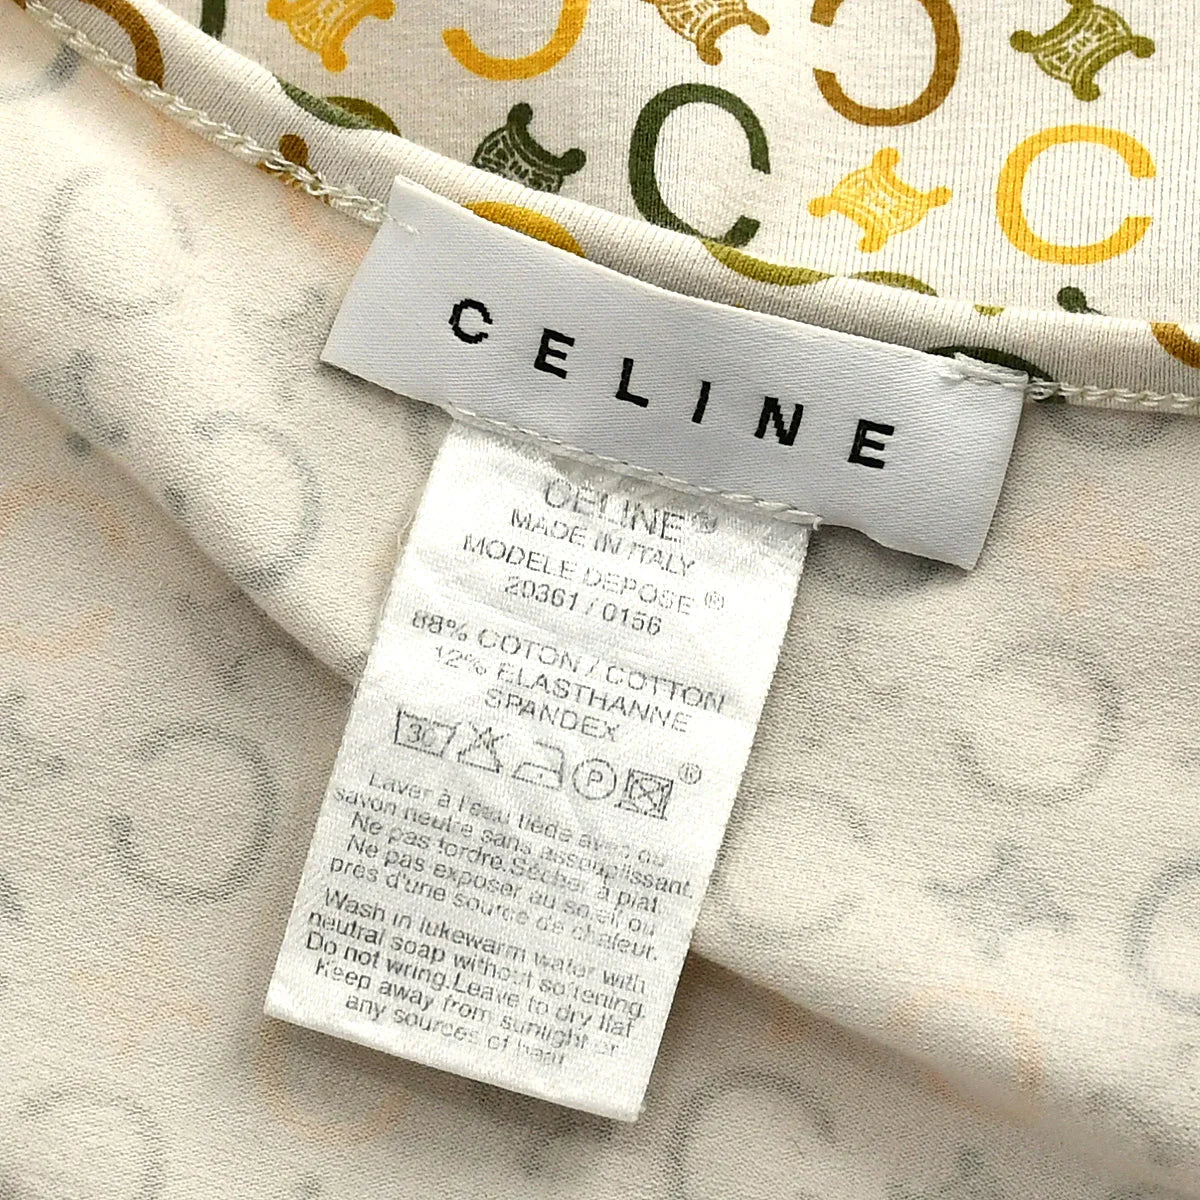 CELINE
CELINE®
MADE IN ITALY
MODELE DEPOSE ®
20361 / 0156
88% COTON / COTTON
12% ELASTHANNE
SPANDEX
30 P ®
Laver à l'eau tiède avec du
savon neutre sans assouplissant.
Ne pas tordre.Sécher à plat.
Ne pas exposer au soleil ou
près d'une source de chaleur.
Wash in lukewarm water with
neutral soap without softening.
Do not wring.Leave to dry flat
Keep away from sunlight or
any sources of heat